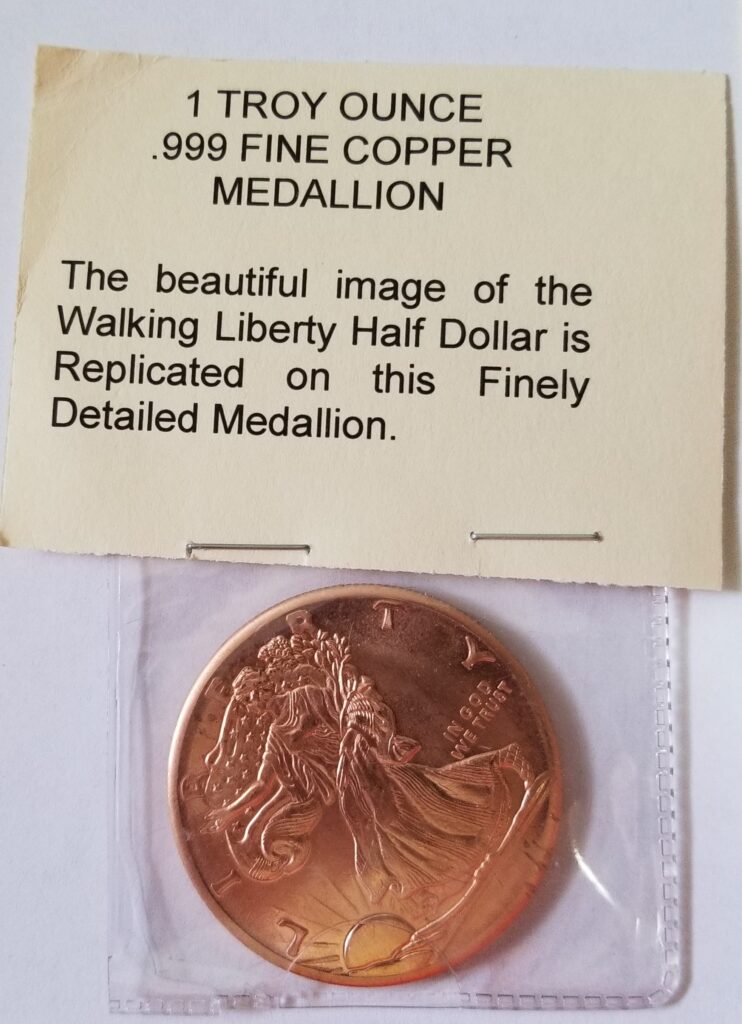 1 TROY OUNCE
.999 FINE COPPER
MEDALLION
The beautiful image of the
Walking Liberty Half Dollar is
Replicated on this Finely
Detailed Medallion.
LIBERTY
IN GOD
WE TRUST